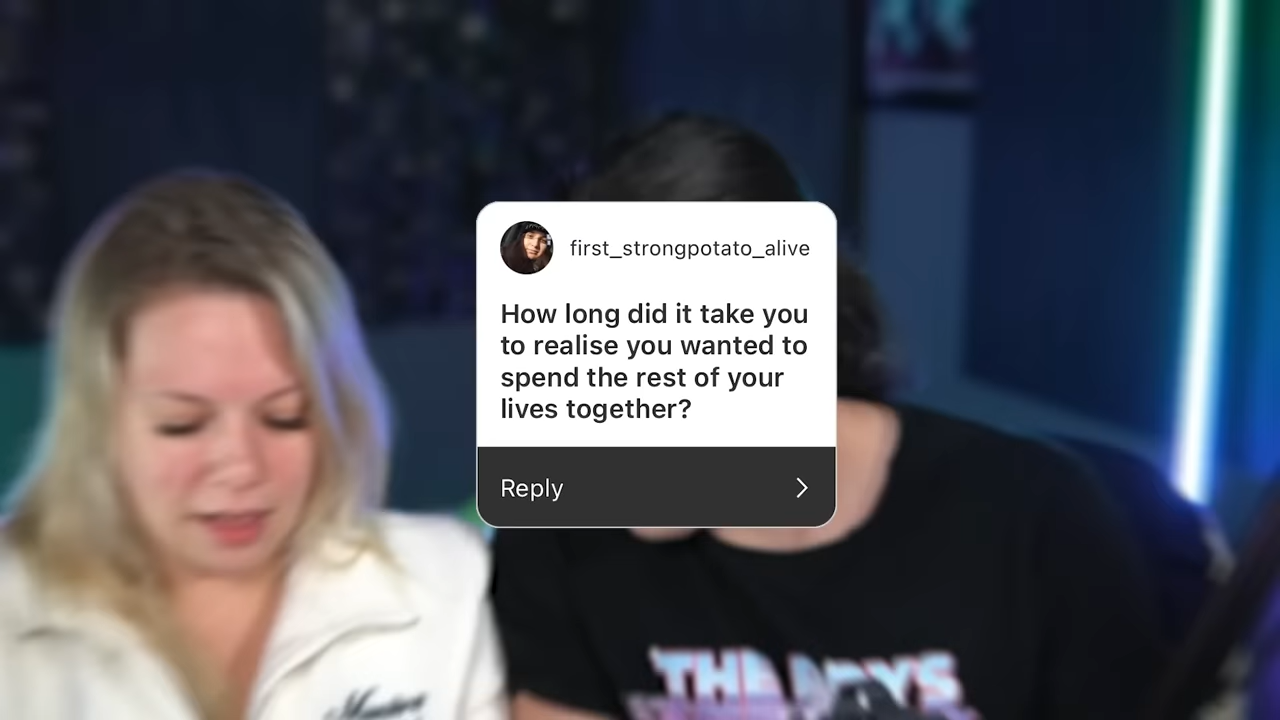 first_strongpotato_alive
How long did it take you
to realise you wanted to
spend the rest of your
lives together?
Reply
THE